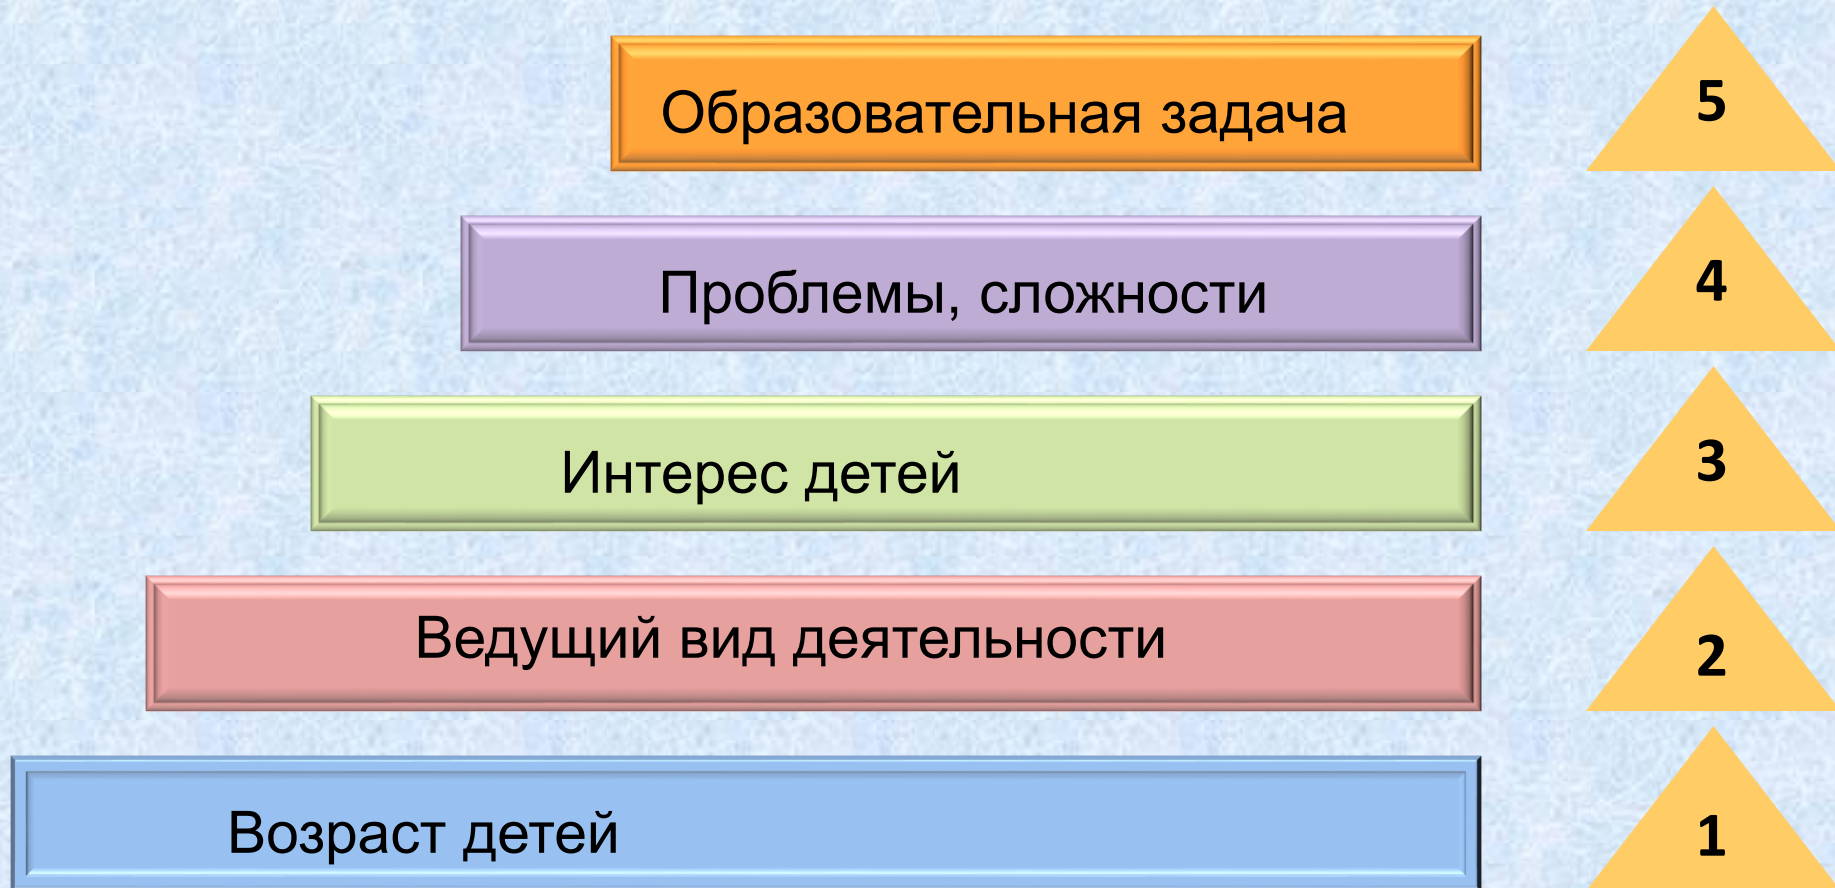 Образовательная задача
5
Проблемы, сложности
4
Интерес детей
3
Ведущий вид деятельности
2
Возраст детей
1